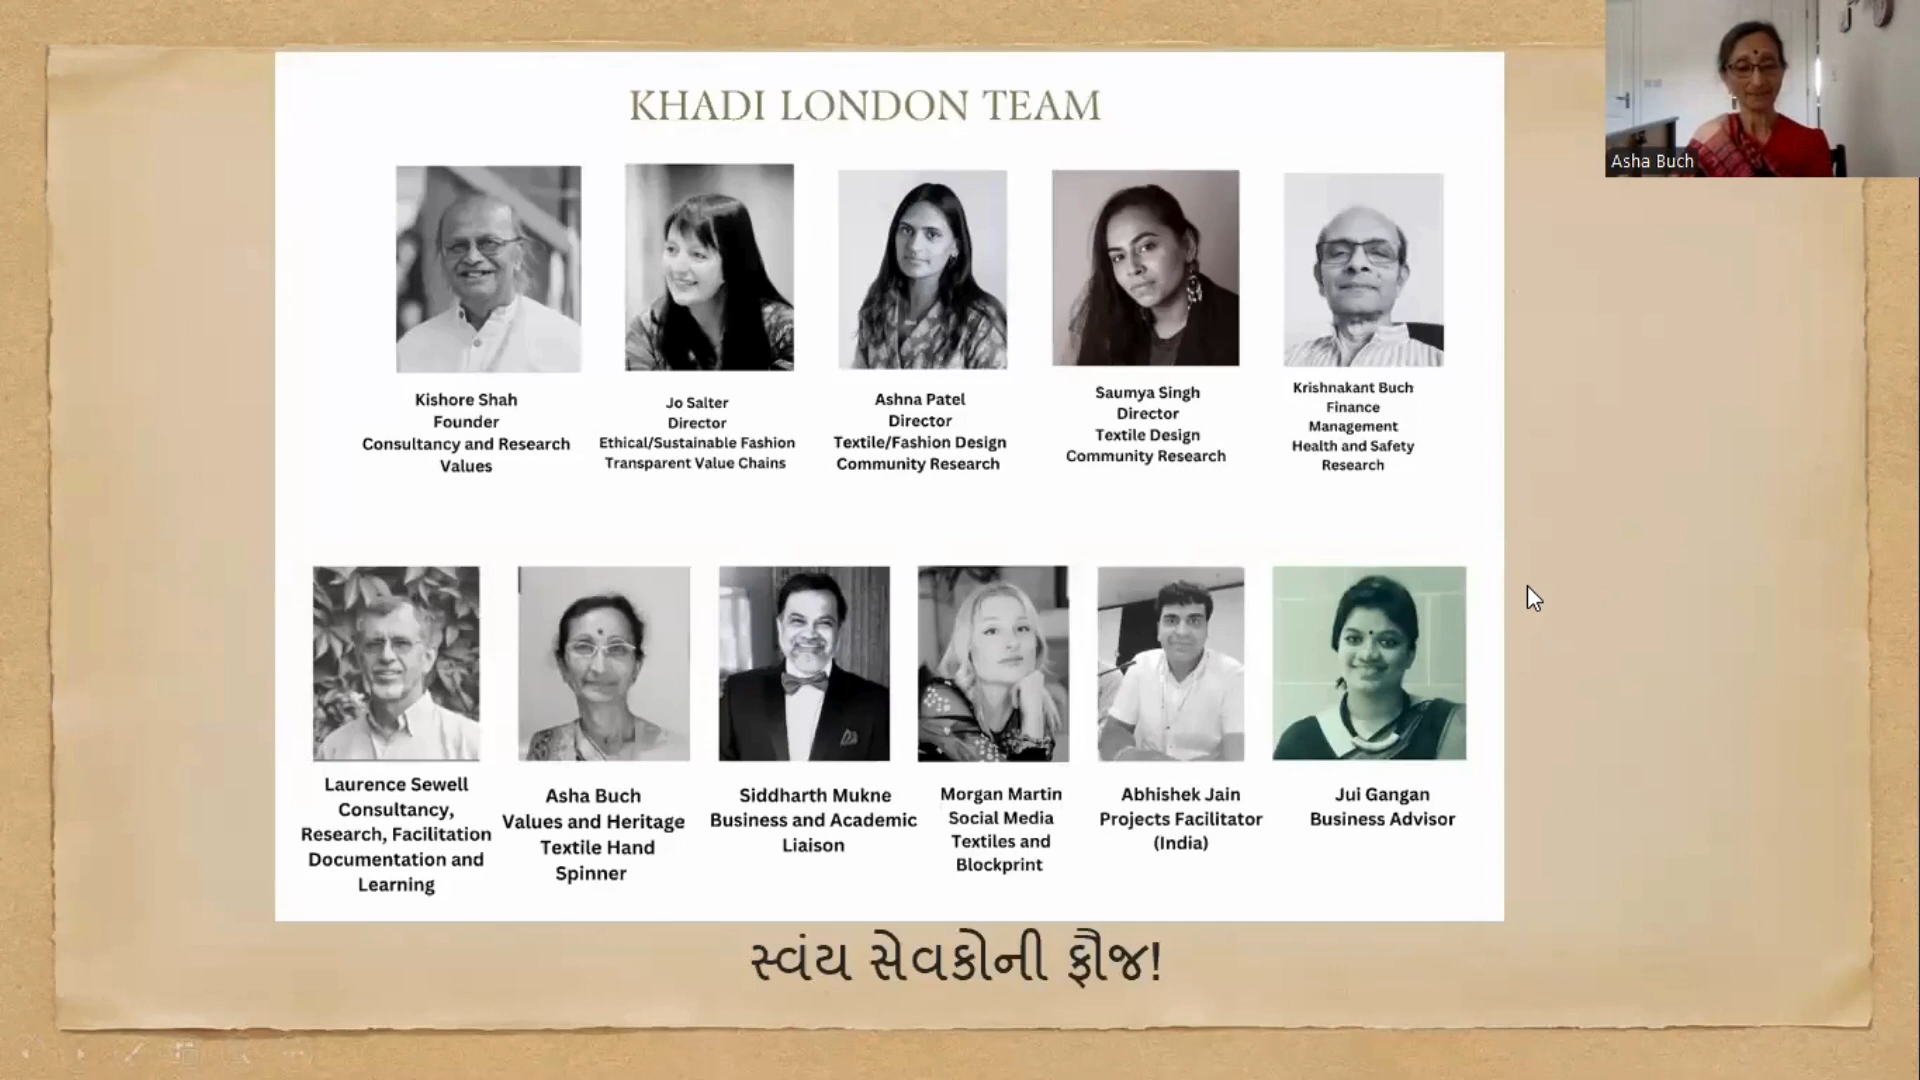 KHADI LONDON TEAM
Asha Buch
Kishore Shah
Founder
Consultancy and Research
Values
Jo Salter
Director
Ethical/Sustainable Fashion
Transparent Value Chains
Ashna Patel
Director
Textile/Fashion Design
Community Research
Saumya Singh
Director
Textile Design
Community Research
Krishnakant Buch
Finance
Management
Health and Safety
Research
Laurence Sewell
Consultancy,
Research, Facilitation
Documentation and
Learning
Asha Buch
Values and Heritage
Textile Hand
Spinner
Siddharth Mukne
Business and Academic
Liaison
Morgan Martin
Social Media
Textiles and
Blockprint
Abhishek Jain
Projects Facilitator
(India)
Jui Gangan
Business Advisor
સ્વંય સેવકોની ફૌજ!